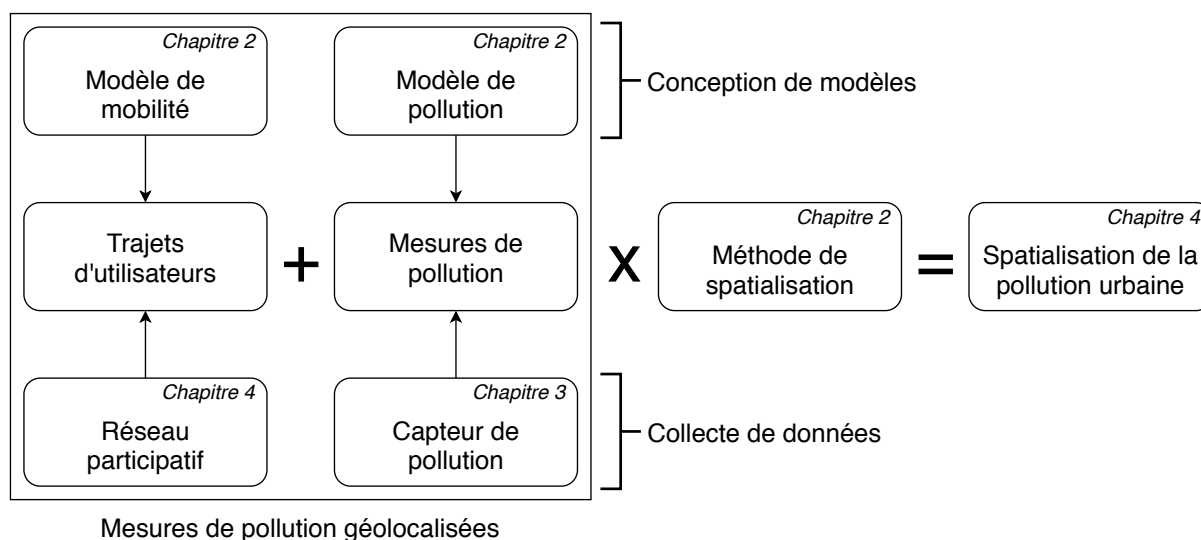 Chapitre 2
Modèle de
mobilité
Chapitre 2
Modèle de
pollution
Conception de modèles
Trajets
d'utilisateurs
+
Mesures de
pollution
x
Chapitre 2
Méthode de
spatialisation
=
Chapitre 4
Spatialisation de la
pollution urbaine
Chapitre 4
Réseau
participatif
Chapitre 3
Capteur de
pollution
Collecte de données
Mesures de pollution géolocalisées